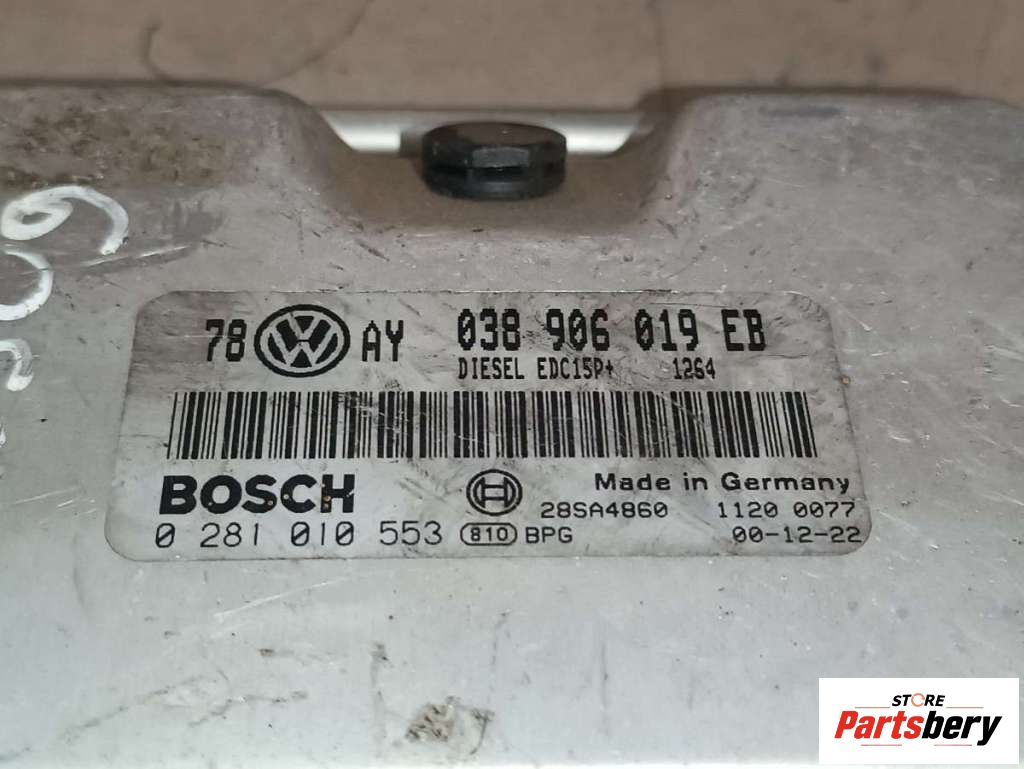 78 AY 038 906 019 EB
DIESEL EDC15P+ 1264
BOSCH
Made in Germany
28SA4860 1120 0077
0 281 010 553 810 BPG 00-12-22
STORE
Partsbery